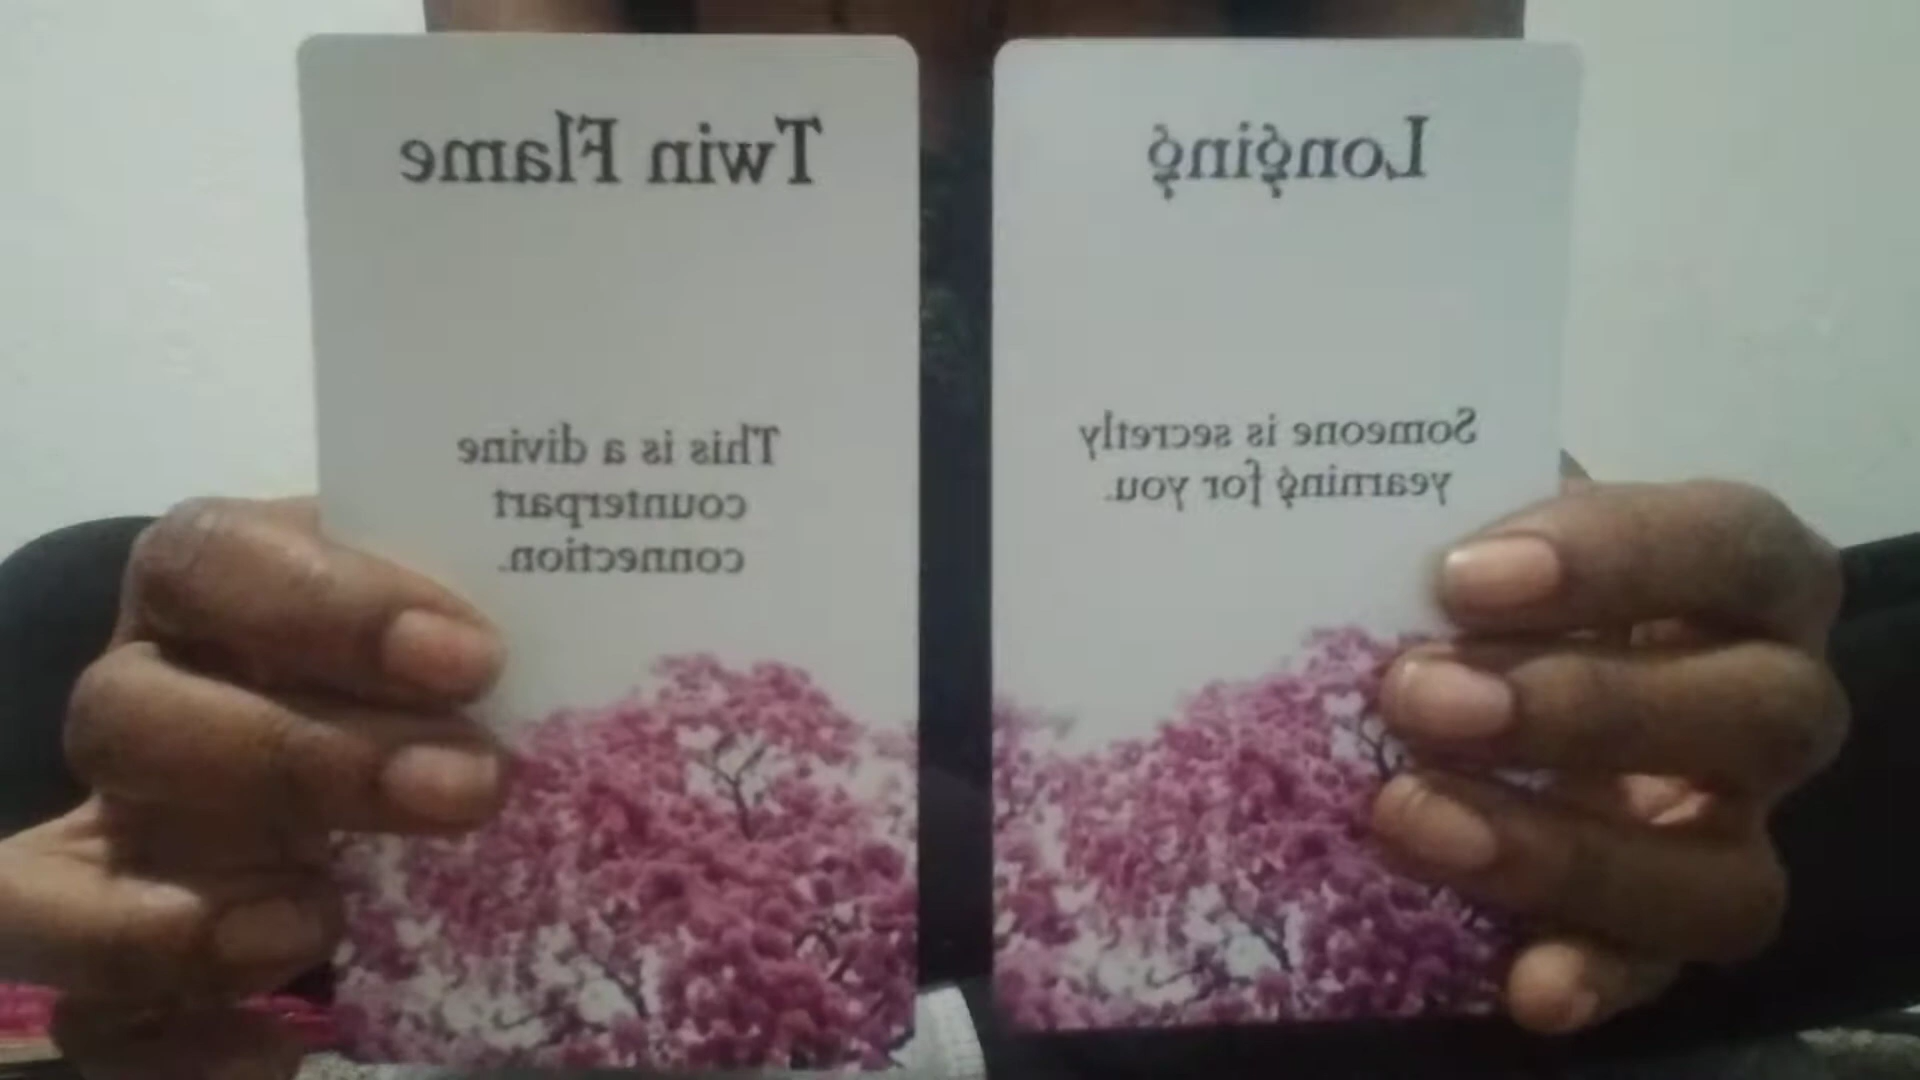 Twin Flame
This is a divine
counterpart
connection.
Longing
Someone is secretly
yearning for you.